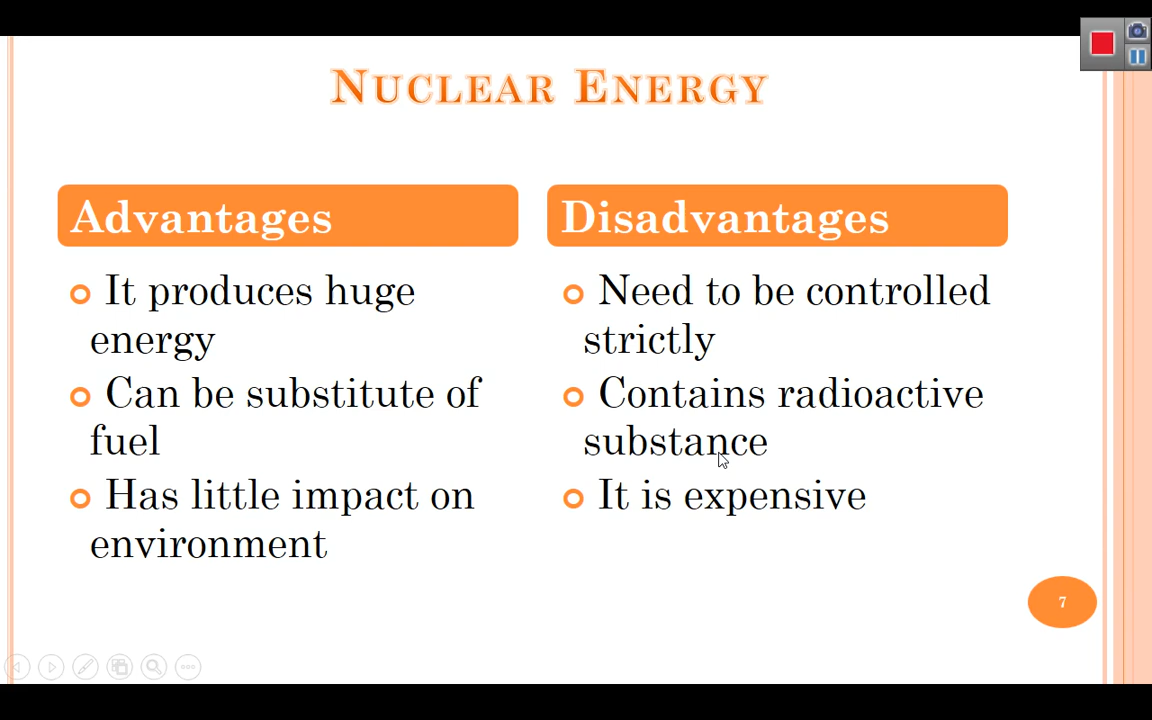 NUCLEAR ENERGY
Advantages
It produces huge
energy
Can be substitute of
fuel
Has little impact on
environment
Disadvantages
Need to be controlled
strictly
Contains radioactive
substance
It is expensive
7